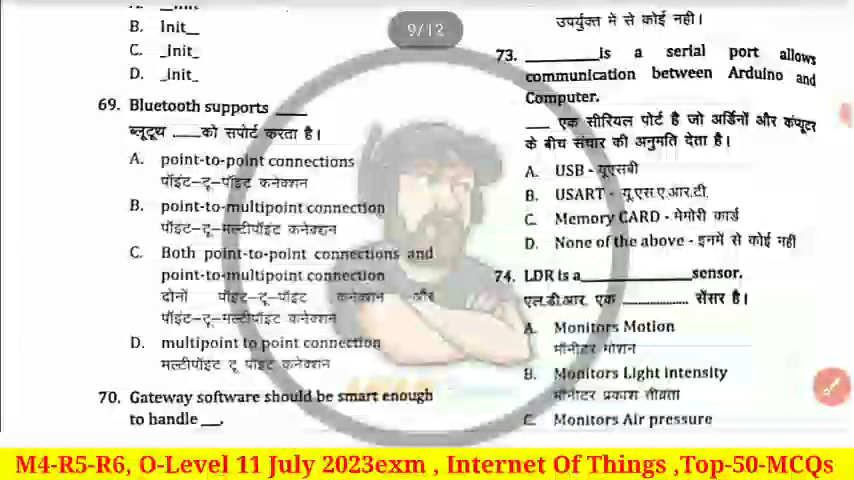 B. Init_
C. _Init_
D. _init_
69. Bluetooth supports ____
ब्लूटूथ ____को सपोर्ट करता है।
A. point-to-point connections
पॉइंट-टू-पॉइंट कनेक्शन
B. point-to-multipoint connection
पॉइंट-टू-मल्टीपॉइंट कनेक्शन
C. Both point-to-point connections and
point-to-multipoint connection
दोनों पॉइंट-टू-पॉइंट कनेक्शन और
पॉइंट-टू-मल्टीपॉइंट कनेक्शन
D. multipoint to point connection
मल्टीपॉइंट टू पॉइंट कनेक्शन
70. Gateway software should be smart enough
to handle __.
9/12
उपर्युक्त में से कोई नही।
73. ________is a serial port allows
communication between Arduino and
Computer.
___ एक सीरियल पोर्ट है जो अर्डिनों और कंप्यूटर
के बीच संचार की अनुमति देता है।
A. USB - यूएसबी
B. USART - यू.एस.ए.आर.टी.
C. Memory CARD - मेमोरी कार्ड
D. None of the above - इनमें से कोई नहीं
74. LDR is a____________sensor.
एल.डी.आर. एक .................. सेंसर है।
A. Monitors Motion
मॉनीटर मोशन
B. Monitors Light intensity
मॉनीटर प्रकाश तीव्रता
C. Monitors Air pressure
M4-R5-R6, O-Level 11 July 2023exm , Internet Of Things ,Top-50-MCQs